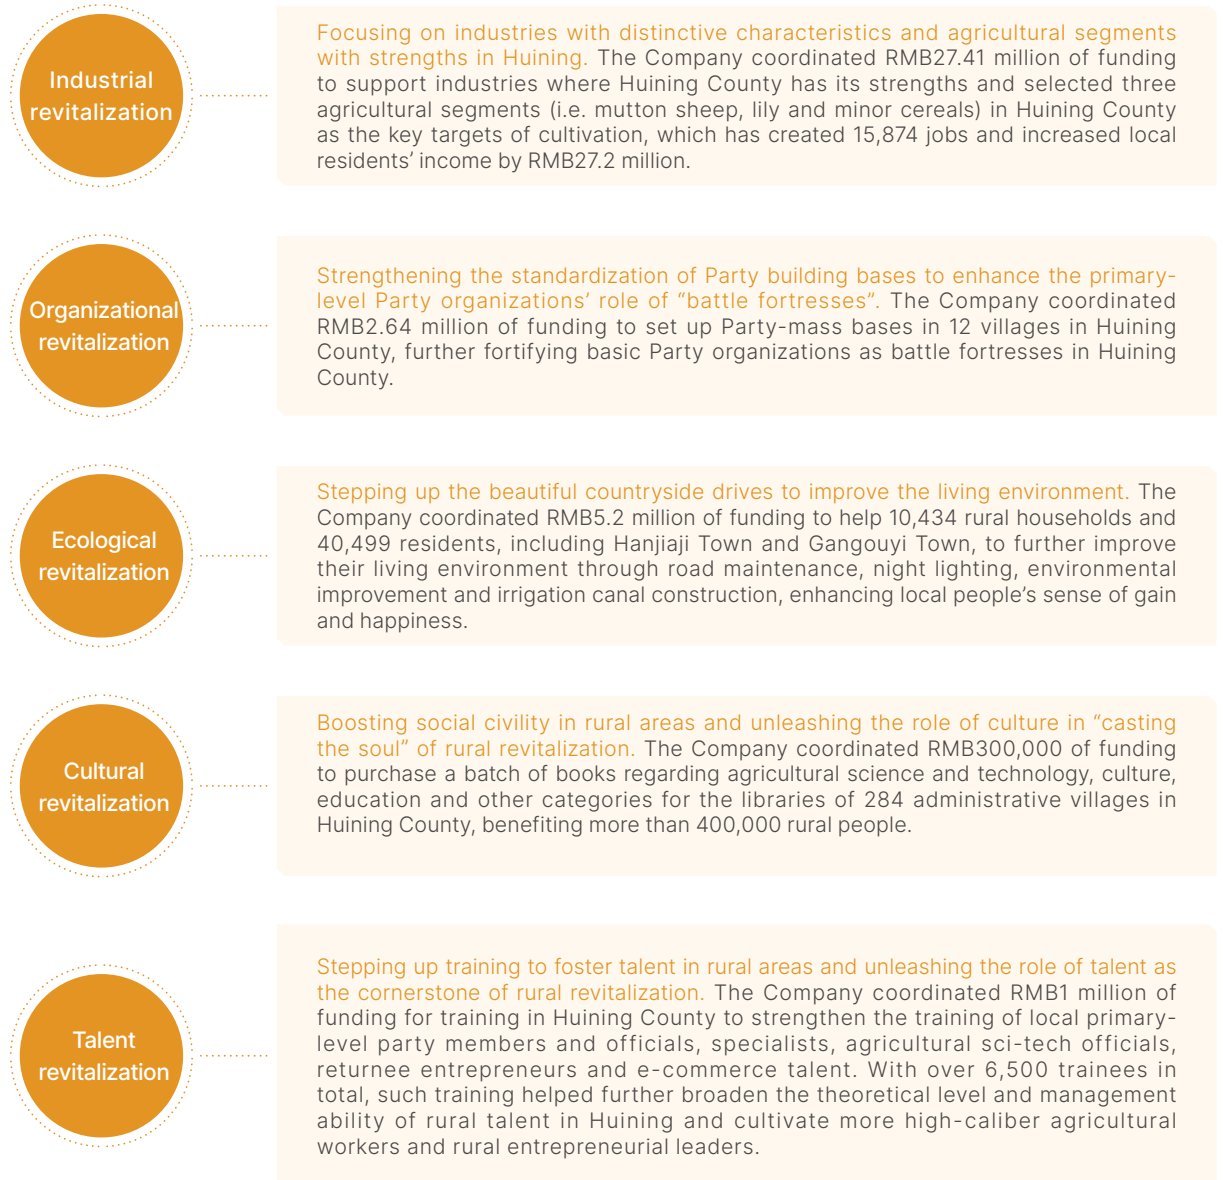 Industrial
revitalization
Focusing on industries with distinctive characteristics and agricultural segments
with strengths in Huining. The Company coordinated RMB27.41 million of funding
to support industries where Huining County has its strengths and selected three
agricultural segments (i.e. mutton sheep, lily and minor cereals) in Huining County
as the key targets of cultivation, which has created 15,874 jobs and increased local
residents’ income by RMB27.2 million.
Organizational
revitalization
Strengthening the standardization of Party building bases to enhance the primary-
level Party organizations’ role of “battle fortresses”. The Company coordinated
RMB2.64 million of funding to set up Party-mass bases in 12 villages in Huining
County, further fortifying basic Party organizations as battle fortresses in Huining
County.
Ecological
revitalization
Stepping up the beautiful countryside drives to improve the living environment. The
Company coordinated RMB5.2 million of funding to help 10,434 rural households and
40,499 residents, including Hanjiaji Town and Gangouyi Town, to further improve
their living environment through road maintenance, night lighting, environmental
improvement and irrigation canal construction, enhancing local people’s sense of gain
and happiness.
Cultural
revitalization
Boosting social civility in rural areas and unleashing the role of culture in “casting
the soul” of rural revitalization. The Company coordinated RMB300,000 of funding
to purchase a batch of books regarding agricultural science and technology, culture,
education and other categories for the libraries of 284 administrative villages in
Huining County, benefiting more than 400,000 rural people.
Talent
revitalization
Stepping up training to foster talent in rural areas and unleashing the role of talent as
the cornerstone of rural revitalization. The Company coordinated RMB1 million of
funding for training in Huining County to strengthen the training of local primary-
level party members and officials, specialists, agricultural sci-tech officials,
returnee entrepreneurs and e-commerce talent. With over 6,500 trainees in
total, such training helped further broaden the theoretical level and management
ability of rural talent in Huining and cultivate more high-caliber agricultural
workers and rural entrepreneurial leaders.